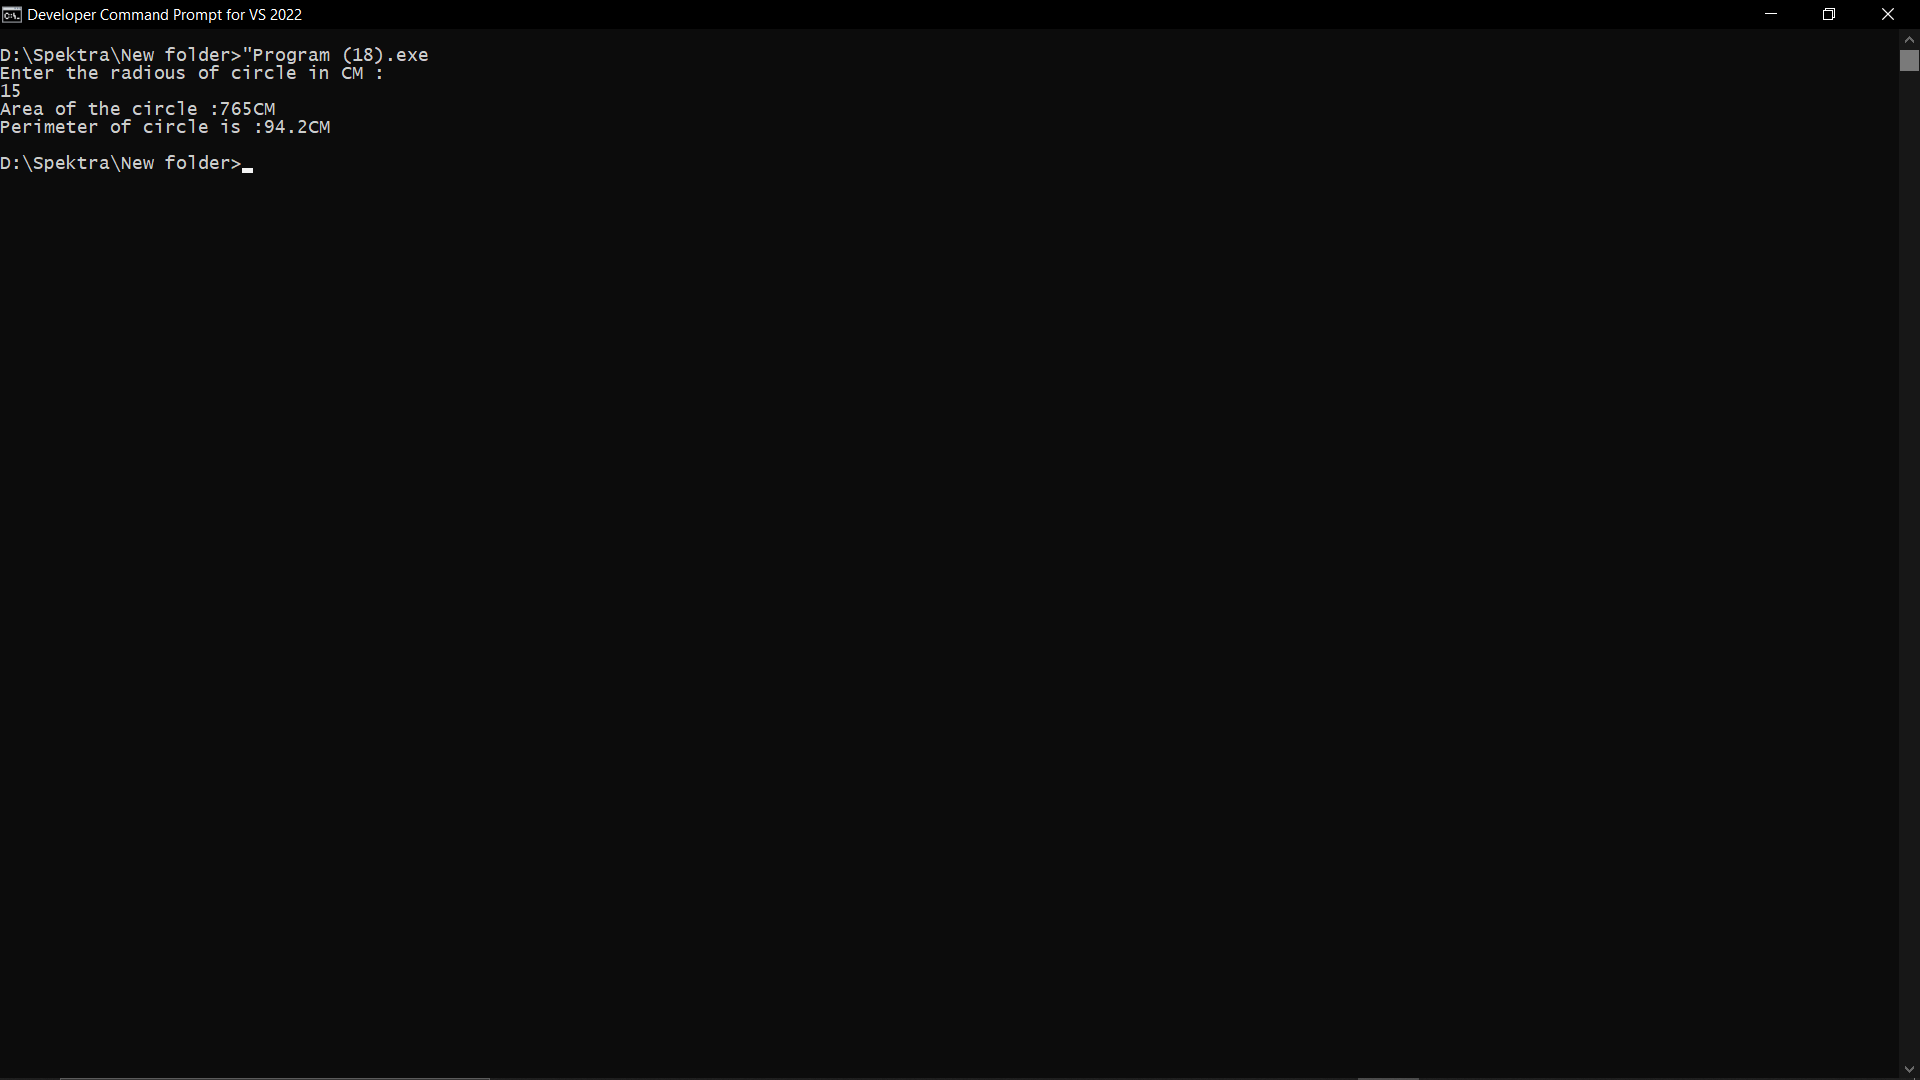 Developer Command Prompt for VS 2022
D:\Spektra\New folder>"Program (18).exe
Enter the radious of circle in CM :
15
Area of the circle :765CM
Perimeter of circle is :94.2CM
D:\Spektra\New folder>_